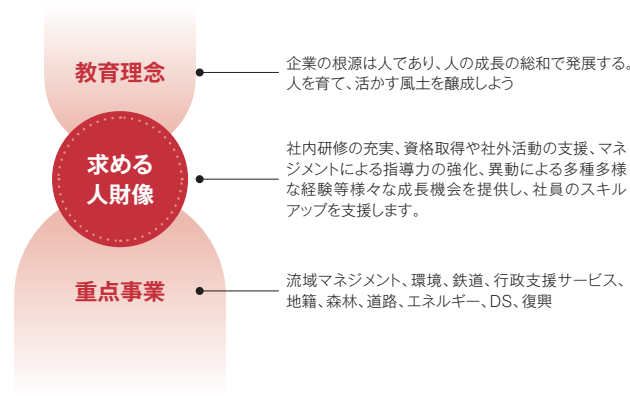 教育理念
企業の根源は人であり、人の成長の総和で発展する。
人を育て、活かす風土を醸成しよう
求める
人財像
社内研修の充実、資格取得や社外活動の支援、マネ
ジメントによる指導力の強化、異動による多種多様
な経験等様々な成長機会を提供し、社員のスキル
アップを支援します。
重点事業
流域マネジメント、環境、鉄道、行政支援サービス、
地籍、森林、道路、エネルギー、DS、復興